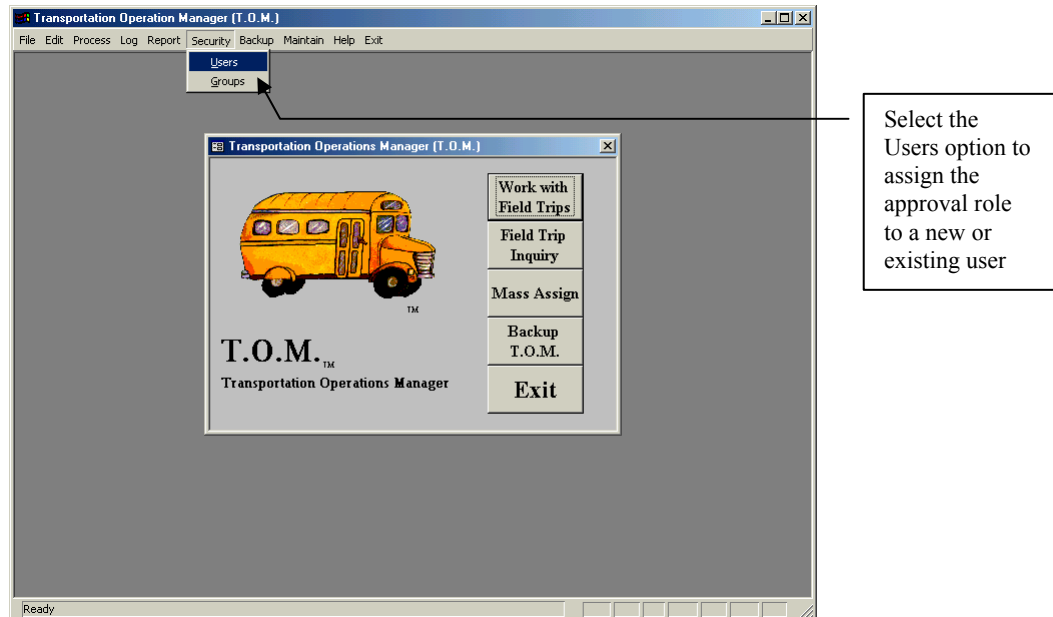 Transportation Operation Manager (T.O.M.)
File Edit Process Log Report Security Backup Maintain Help Exit
Users
Groups
Select the
Users option to
assign the
approval role
to a new or
existing user
Transportation Operations Manager (T.O.M.)
Work with
Field Trips
Field Trip
Inquiry
Mass Assign
Backup
T.O.M.
Exit
TM
T.O.M.TM
Transportation Operations Manager
Ready